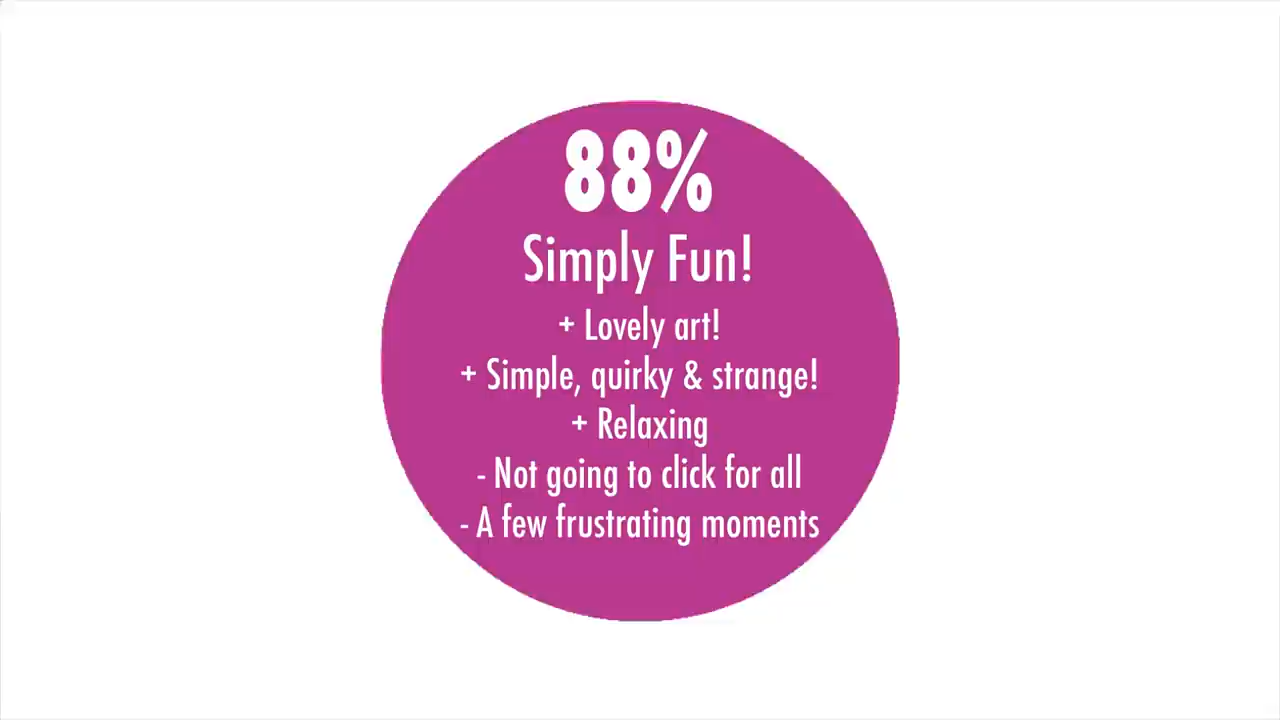 88%
Simply Fun!
+ Lovely art!
+ Simple, quirky & strange!
+ Relaxing
- Not going to click for all
- A few frustrating moments